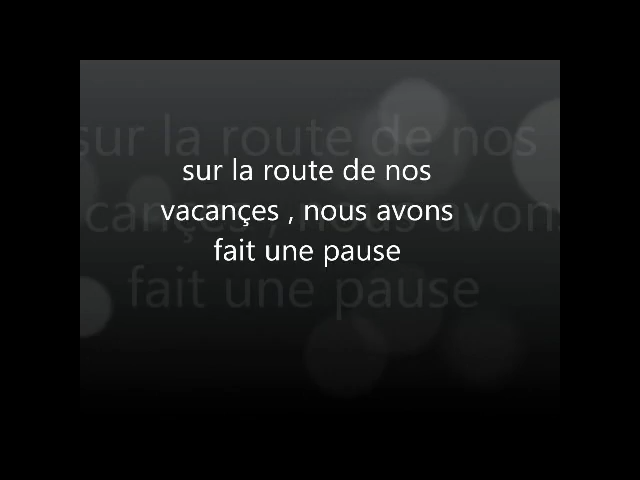 sur la route de nos
vacançes , nous avons
fait une pause